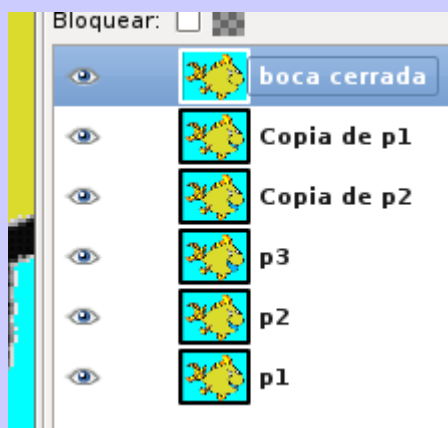 Bloquear:
boca cerrada
Copia de p1
Copia de p2
p3
p2
p1